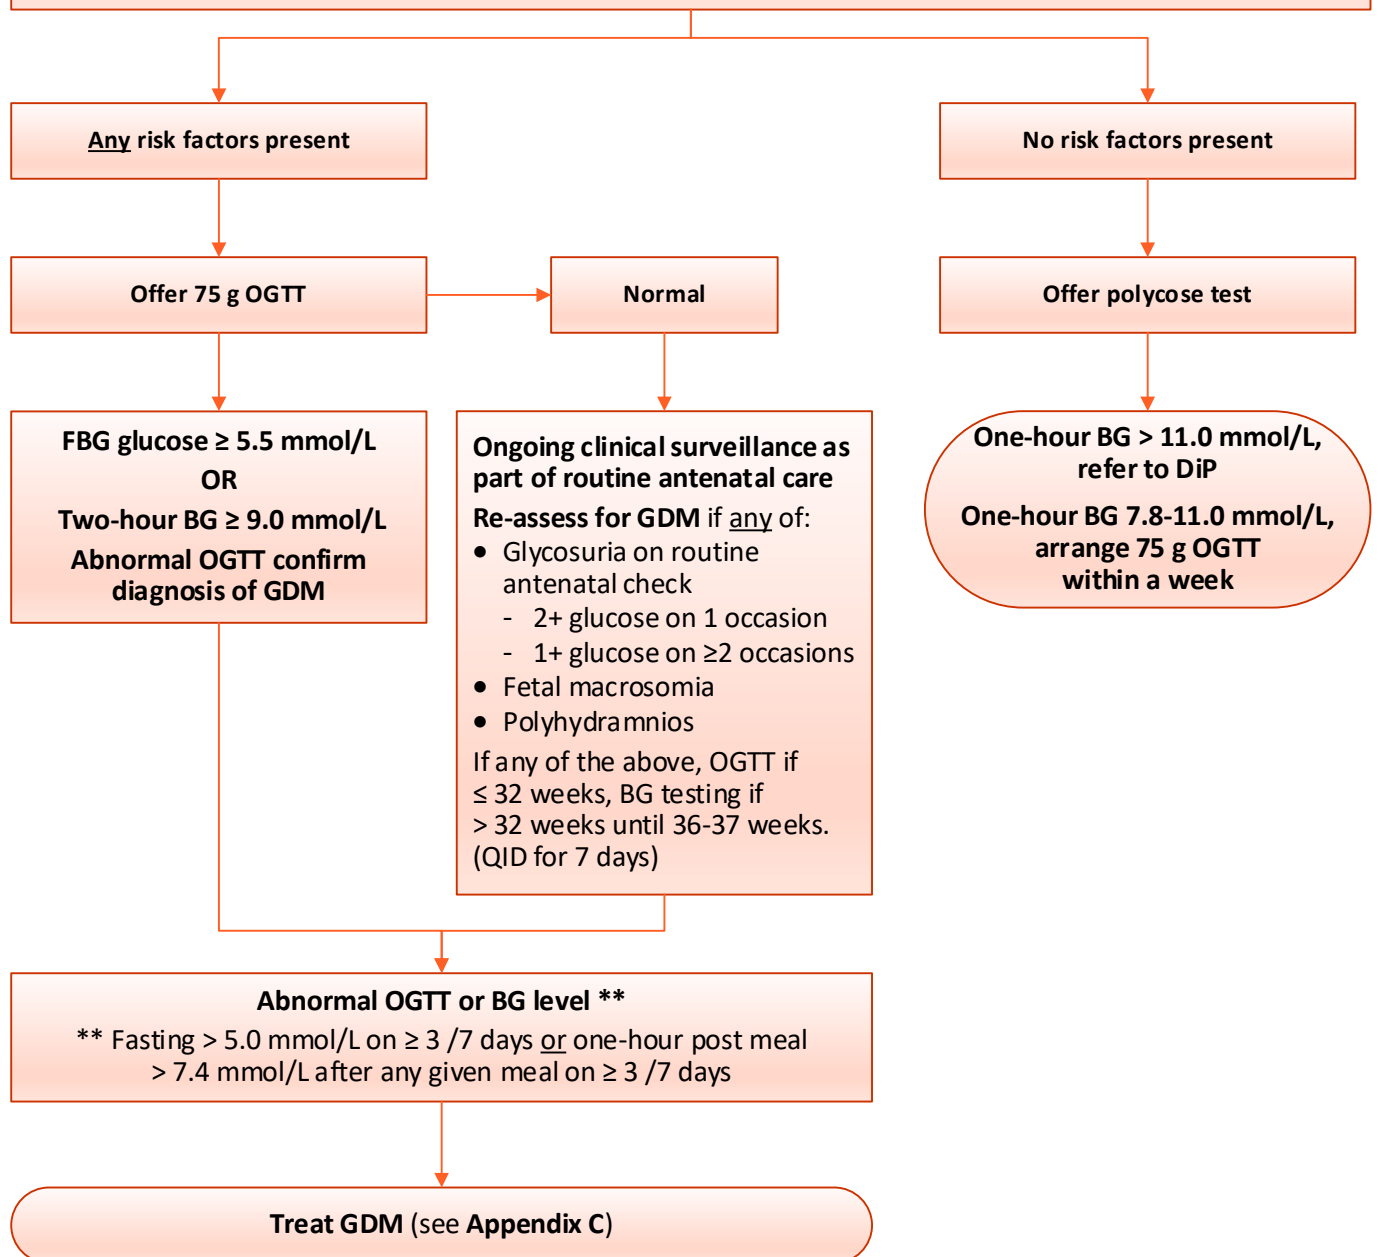 Any risk factors present
No risk factors present
Offer 75 g OGTT
Normal
Offer polycose test
FBG glucose ≥ 5.5 mmol/L
OR
Two-hour BG ≥ 9.0 mmol/L
Abnormal OGTT confirm
diagnosis of GDM
Ongoing clinical surveillance as
part of routine antenatal care
Re-assess for GDM if any of:
• Glycosuria on routine
antenatal check
- 2+ glucose on 1 occasion
- 1+ glucose on ≥2 occasions
• Fetal macrosomia
• Polyhydramnios
If any of the above, OGTT if
≤ 32 weeks, BG testing if
> 32 weeks until 36-37 weeks.
(QID for 7 days)
One-hour BG > 11.0 mmol/L,
refer to DiP
One-hour BG 7.8-11.0 mmol/L,
arrange 75 g OGTT
within a week
Abnormal OGTT or BG level **
** Fasting > 5.0 mmol/L on ≥ 3 /7 days or one-hour post meal
> 7.4 mmol/L after any given meal on ≥ 3 /7 days
Treat GDM (see Appendix C)